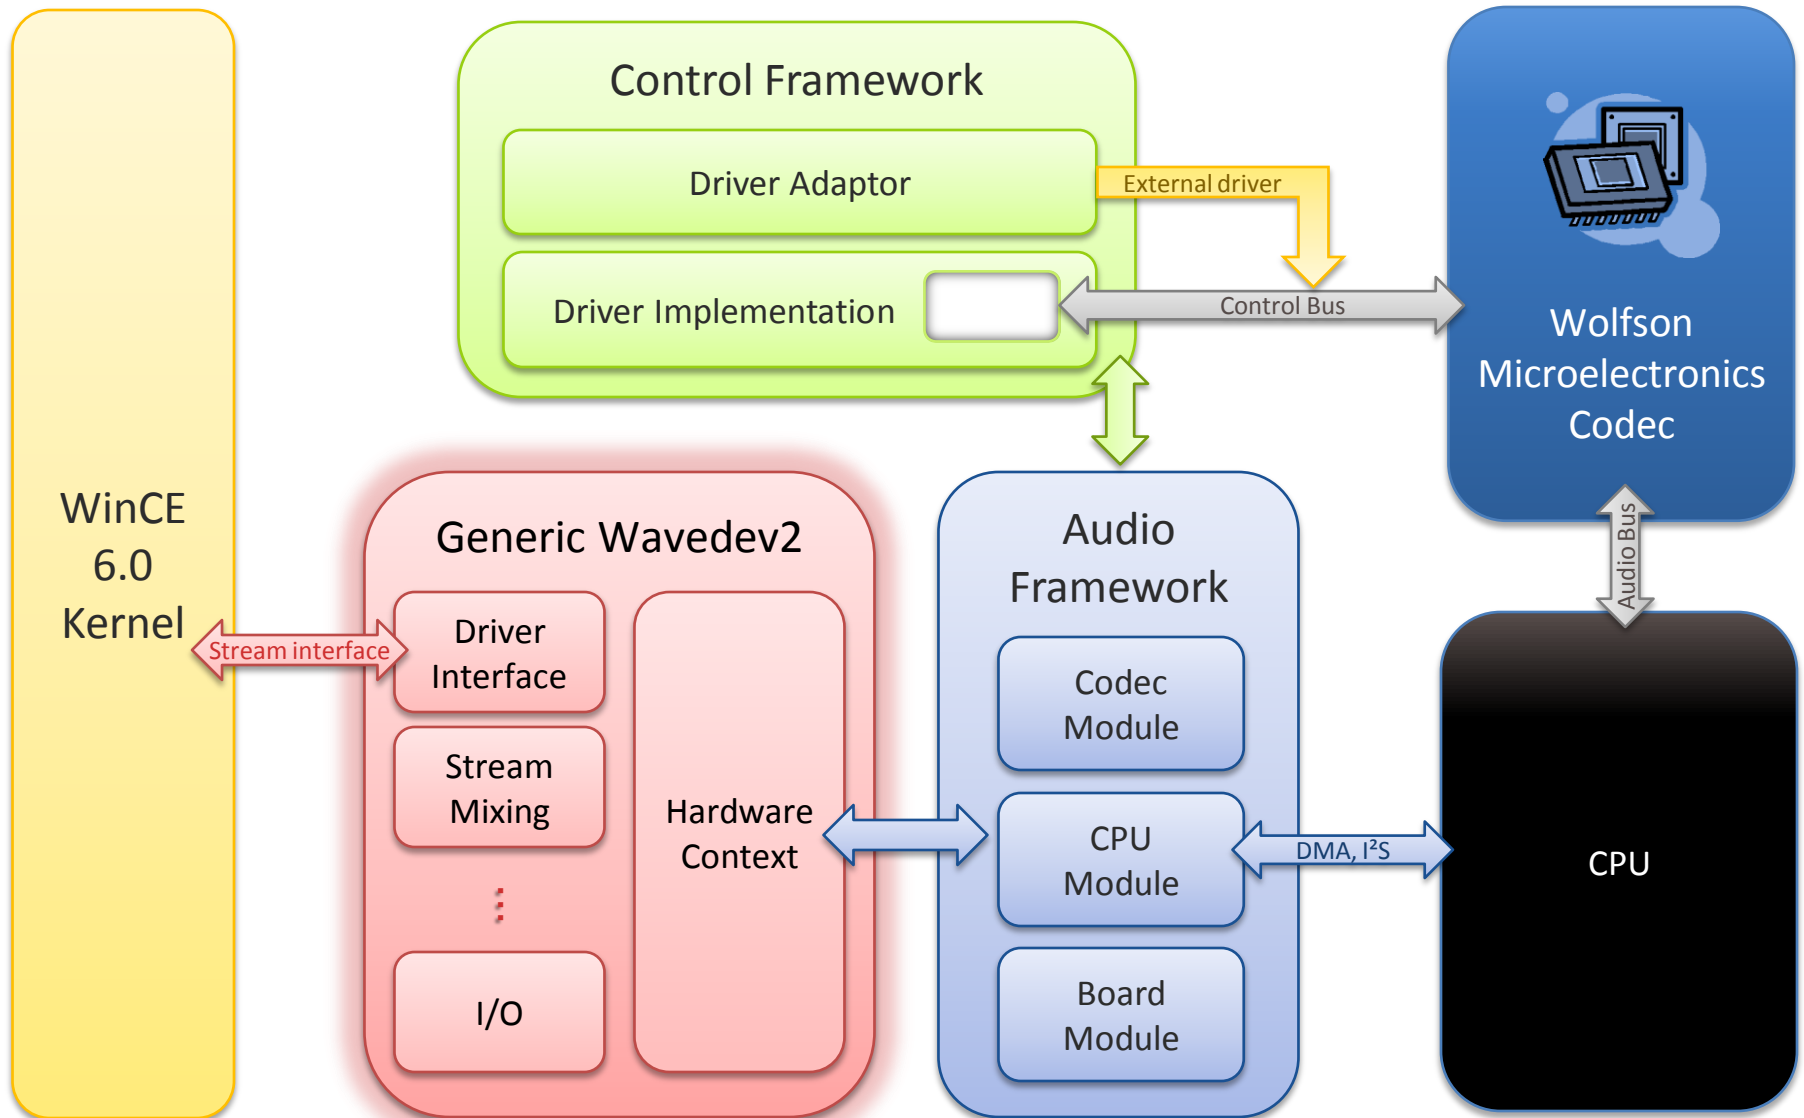 Control Framework
Driver Adaptor
External driver
Driver Implementation
Control Bus
Wolfson
Microelectronics
Codec
WinCE
6.0
Kernel
Stream interface
Generic Wavedev2
Driver
Interface
Stream
Mixing
...
I/O
Hardware
Context
Audio
Framework
Codec
Module
CPU
Module
Board
Module
DMA, I²S
Audio Bus
CPU